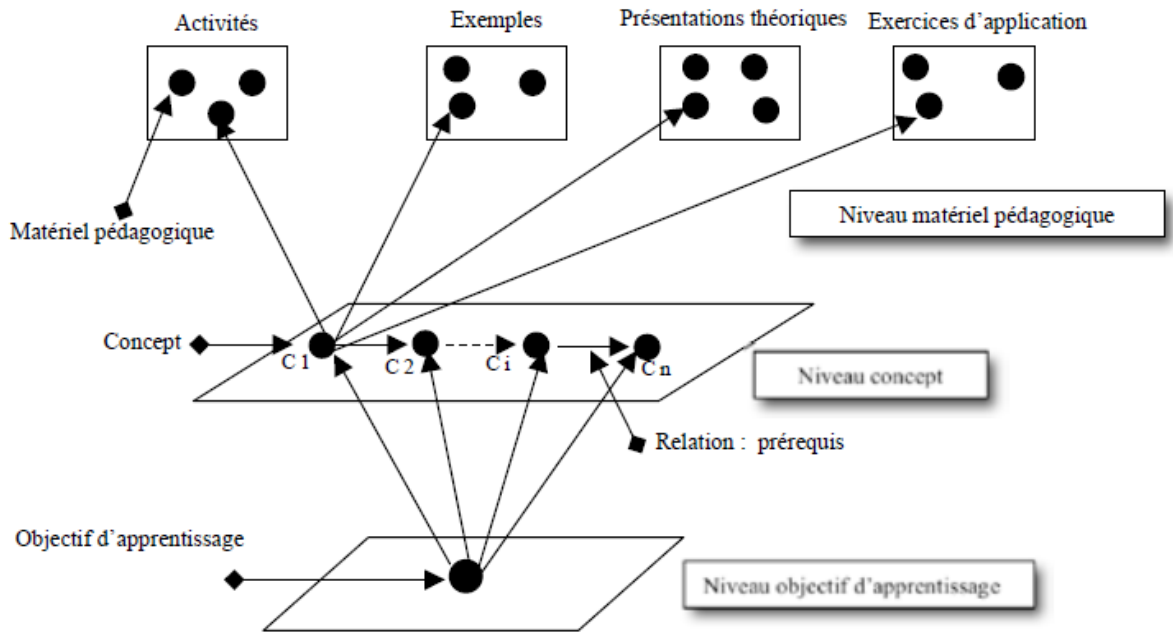 Activités
Exemples
Présentations théoriques
Exercices d'application
Matériel pédagogique
Niveau matériel pédagogique
Concept
C 1
C 2
C i
C n
Niveau concept
Relation : prérequis
Objectif d'apprentissage
Niveau objectif d'apprentissage